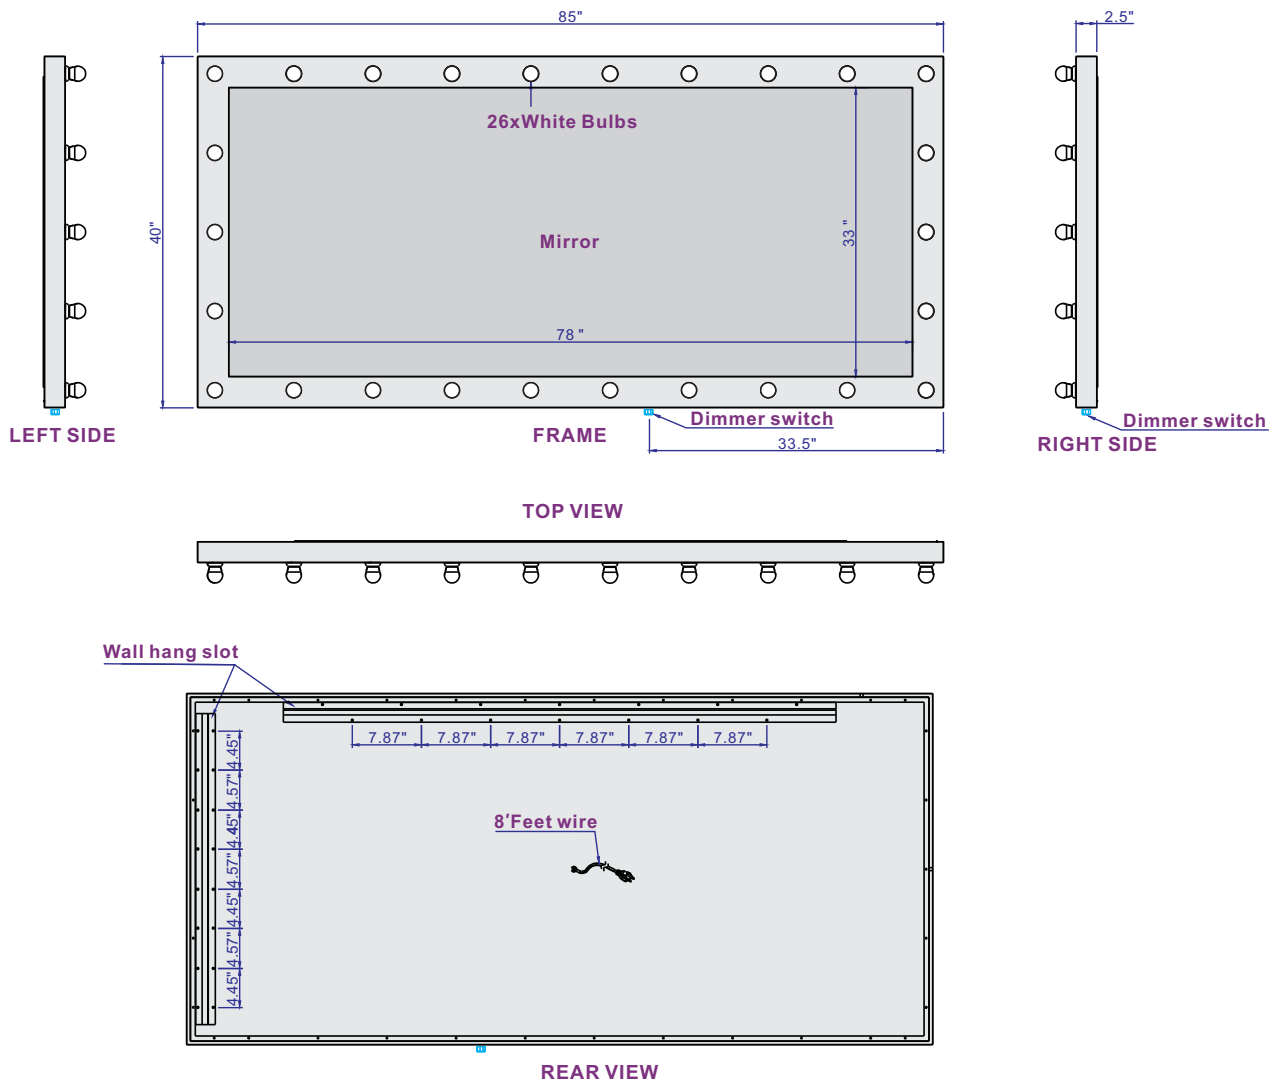 85"
2.5"
26xWhite Bulbs
40"
33"
Mirror
78"
Dimmer switch
33.5"
LEFT SIDE
FRAME
Dimmer switch
RIGHT SIDE
TOP VIEW
Wall hang slot
7.87" 7.87" 7.87" 7.87" 7.87" 7.87"
4.45"
4.57"
4.45"
4.57"
4.45"
4.57"
4.45"
8'Feet wire
REAR VIEW